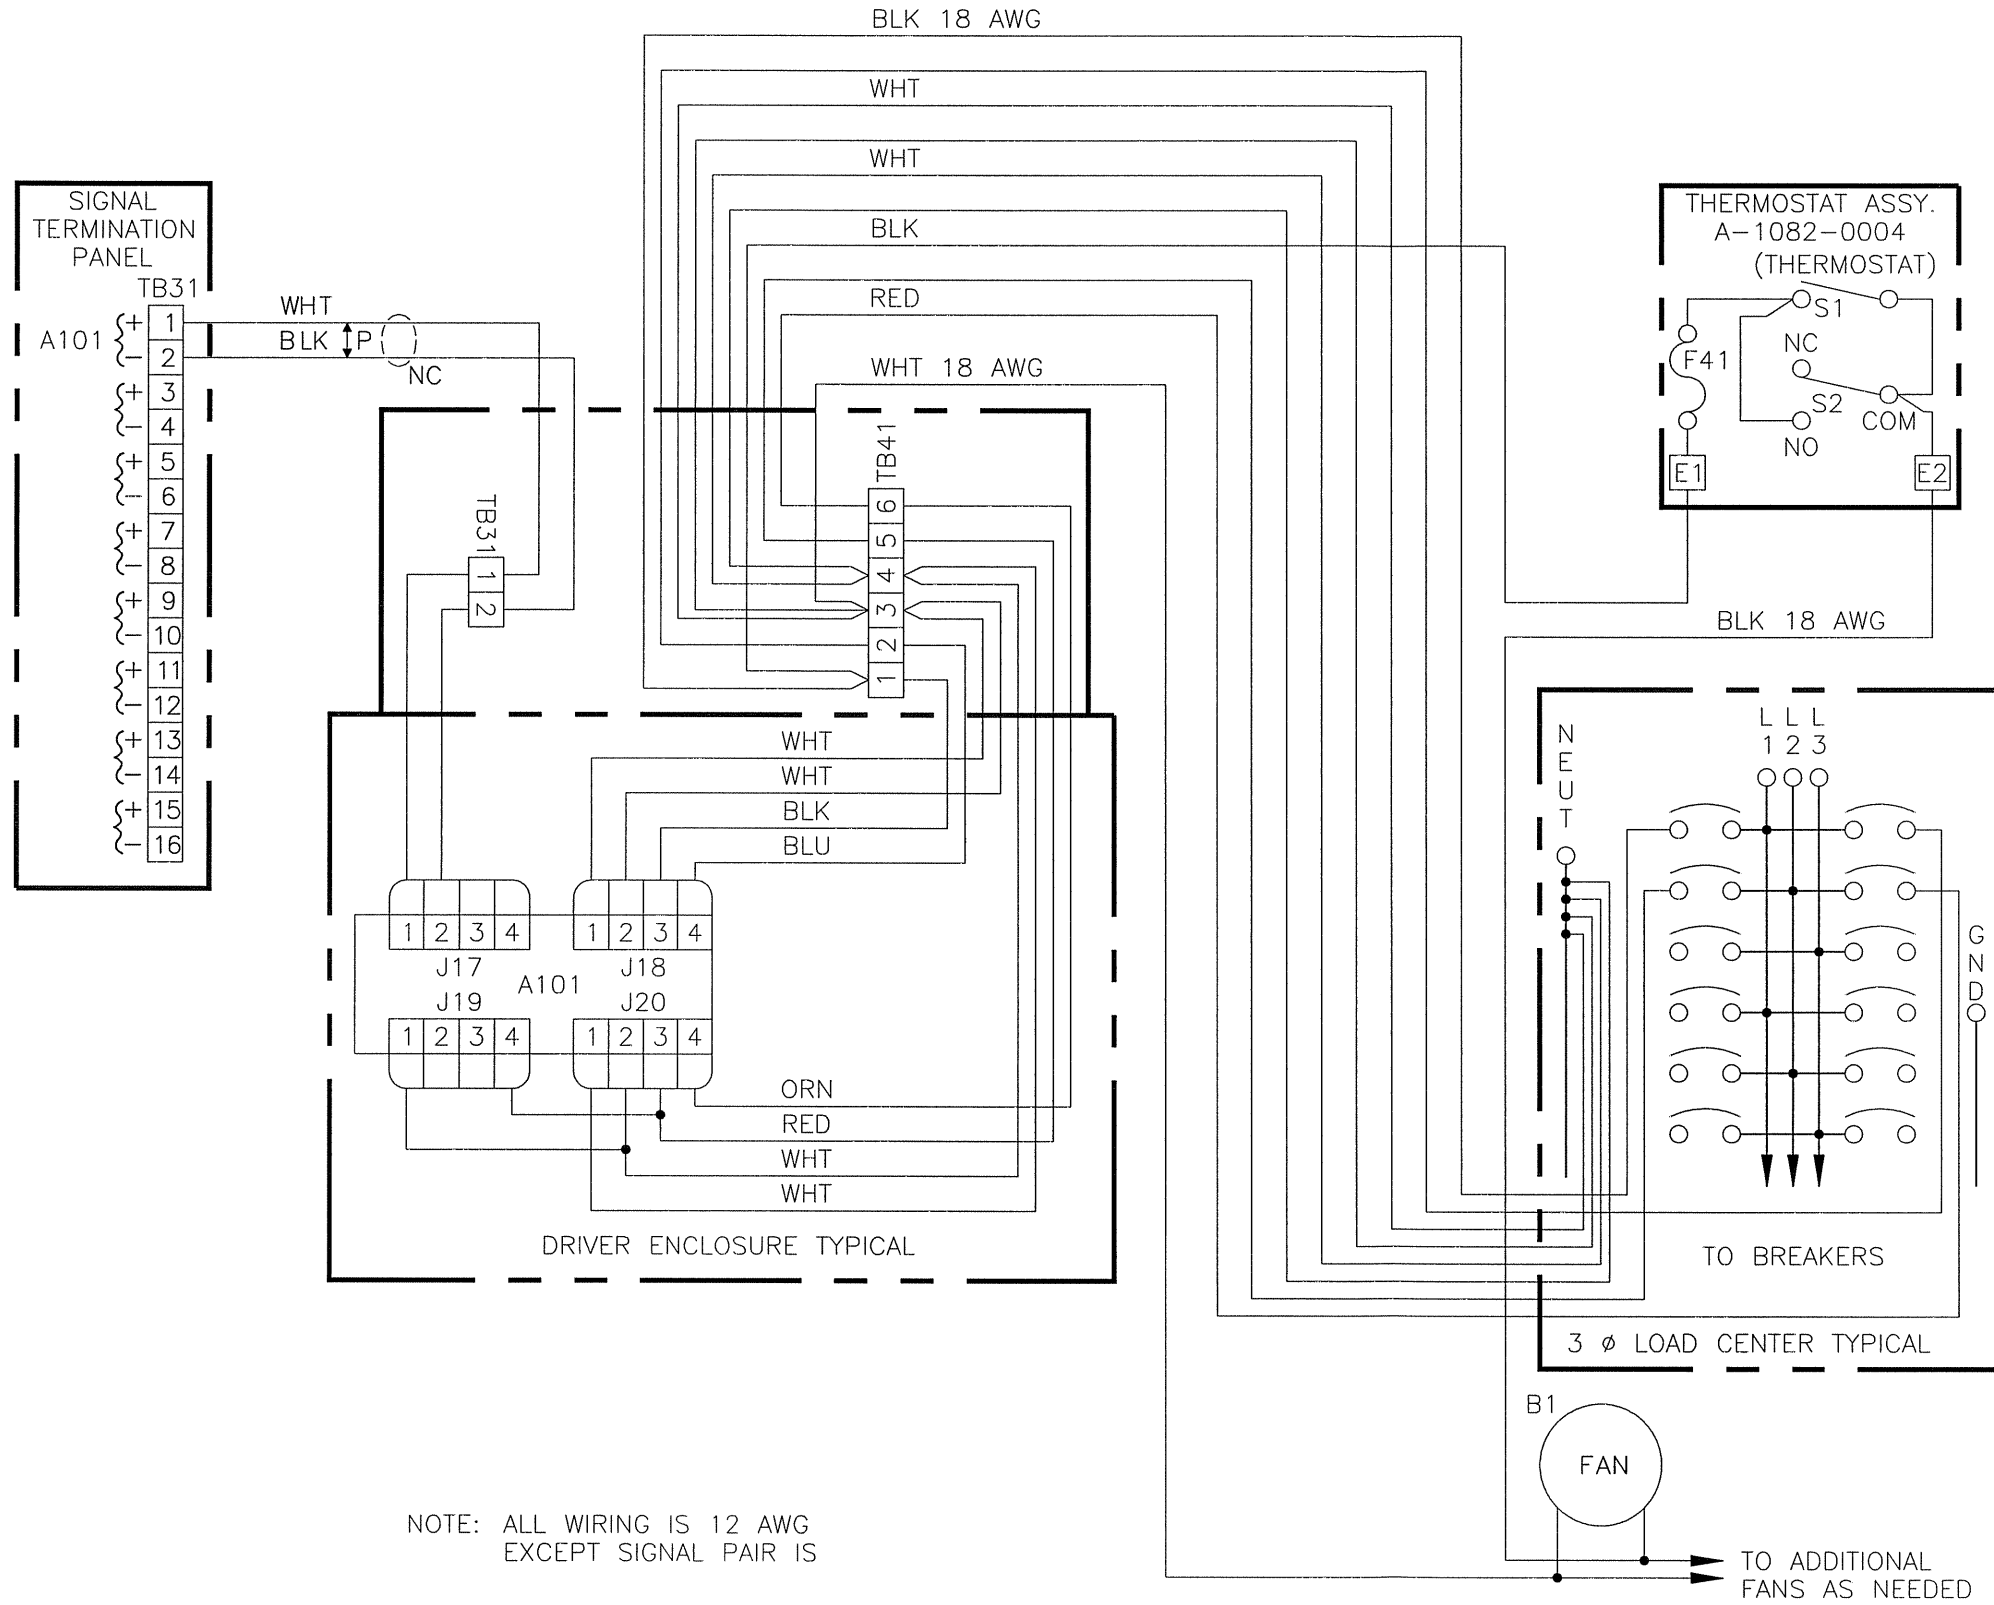 BLK 18 AWG
WHT
WHT
BLK
RED
WHT 18 AWG
SIGNAL
TERMINATION
PANEL
TB31
A101
+ 1
- 2
+ 3
- 4
+ 5
- 6
+ 7
- 8
+ 9
- 10
+ 11
- 12
+ 13
- 14
+ 15
- 16
WHT
BLK P
NC
THERMOSTAT ASSY.
A-1082-0004
(THERMOSTAT)
S1
NC
F41
S2
COM
NO
E1
E2
BLK 18 AWG
TB41
6
5
4
3
2
1
TB31
1
2
WHT
WHT
BLK
BLU
1 2 3 4
1 2 3 4
J17
J18
A101
J19
J20
1 2 3 4
1 2 3 4
ORN
RED
WHT
WHT
DRIVER ENCLOSURE TYPICAL
NEUT
L1
L2
L3
GND
TO BREAKERS
3 ø LOAD CENTER TYPICAL
B1
FAN
TO ADDITIONAL
FANS AS NEEDED
NOTE: ALL WIRING IS 12 AWG
EXCEPT SIGNAL PAIR IS